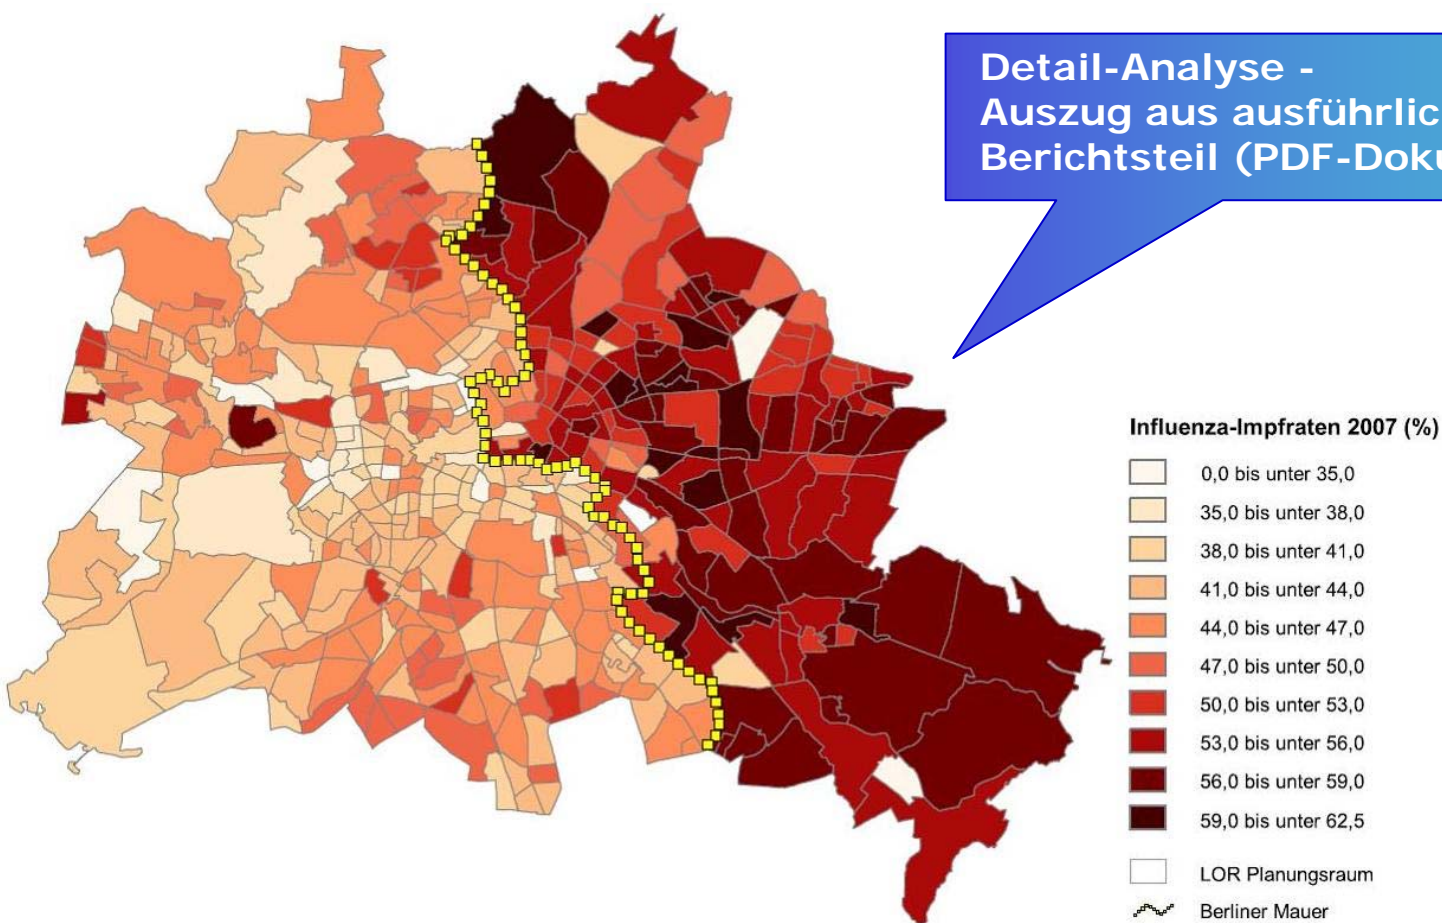 Detail-Analyse -
Auszug aus ausführlic
Berichtsteil (PDF-Doku
Influenza-Impfraten 2007 (%)
0,0 bis unter 35,0
35,0 bis unter 38,0
38,0 bis unter 41,0
41,0 bis unter 44,0
44,0 bis unter 47,0
47,0 bis unter 50,0
50,0 bis unter 53,0
53,0 bis unter 56,0
56,0 bis unter 59,0
59,0 bis unter 62,5
LOR Planungsraum
Berliner Mauer